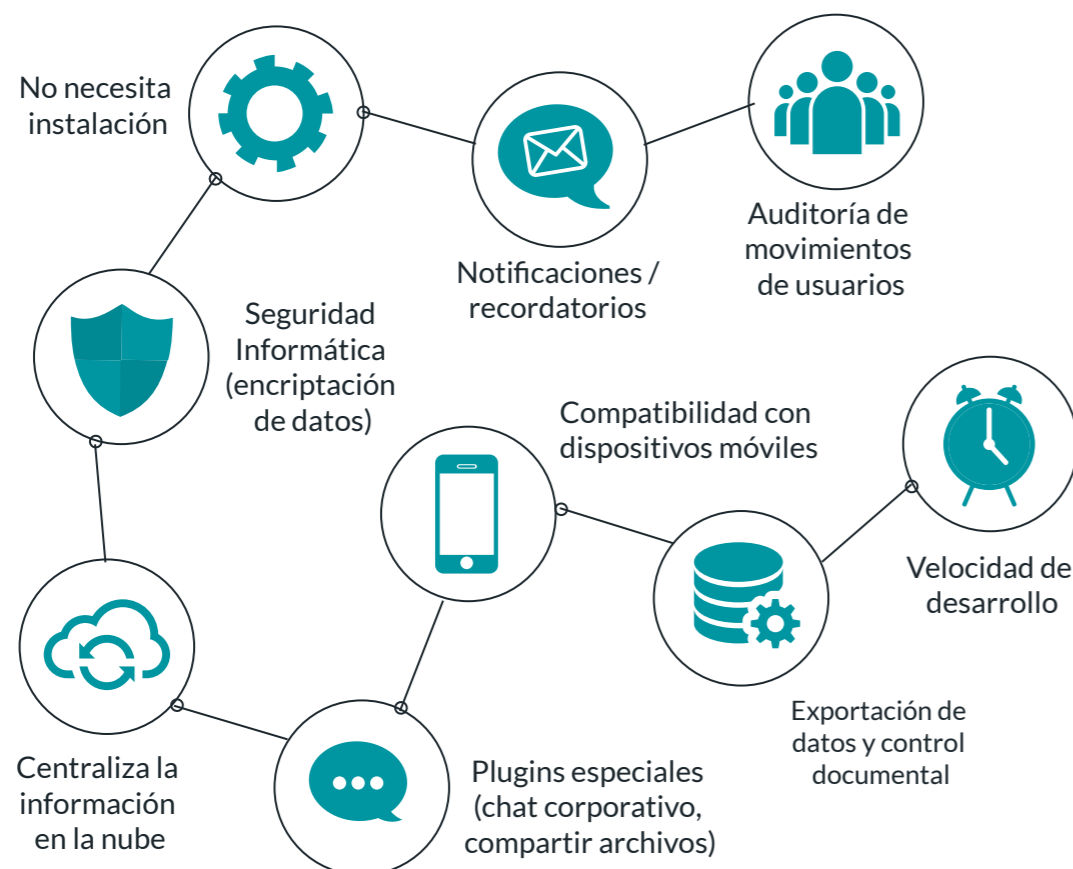 No necesita
instalación
Notificaciones /
recordatorios
Auditoría de
movimientos
de usuarios
Seguridad
Informática
(encriptación
de datos)
Compatibilidad con
dispositivos móviles
Velocidad de
desarrollo
Exportación de
datos y control
documental
Centraliza la
información
en la nube
Plugins especiales
(chat corporativo,
compartir archivos)